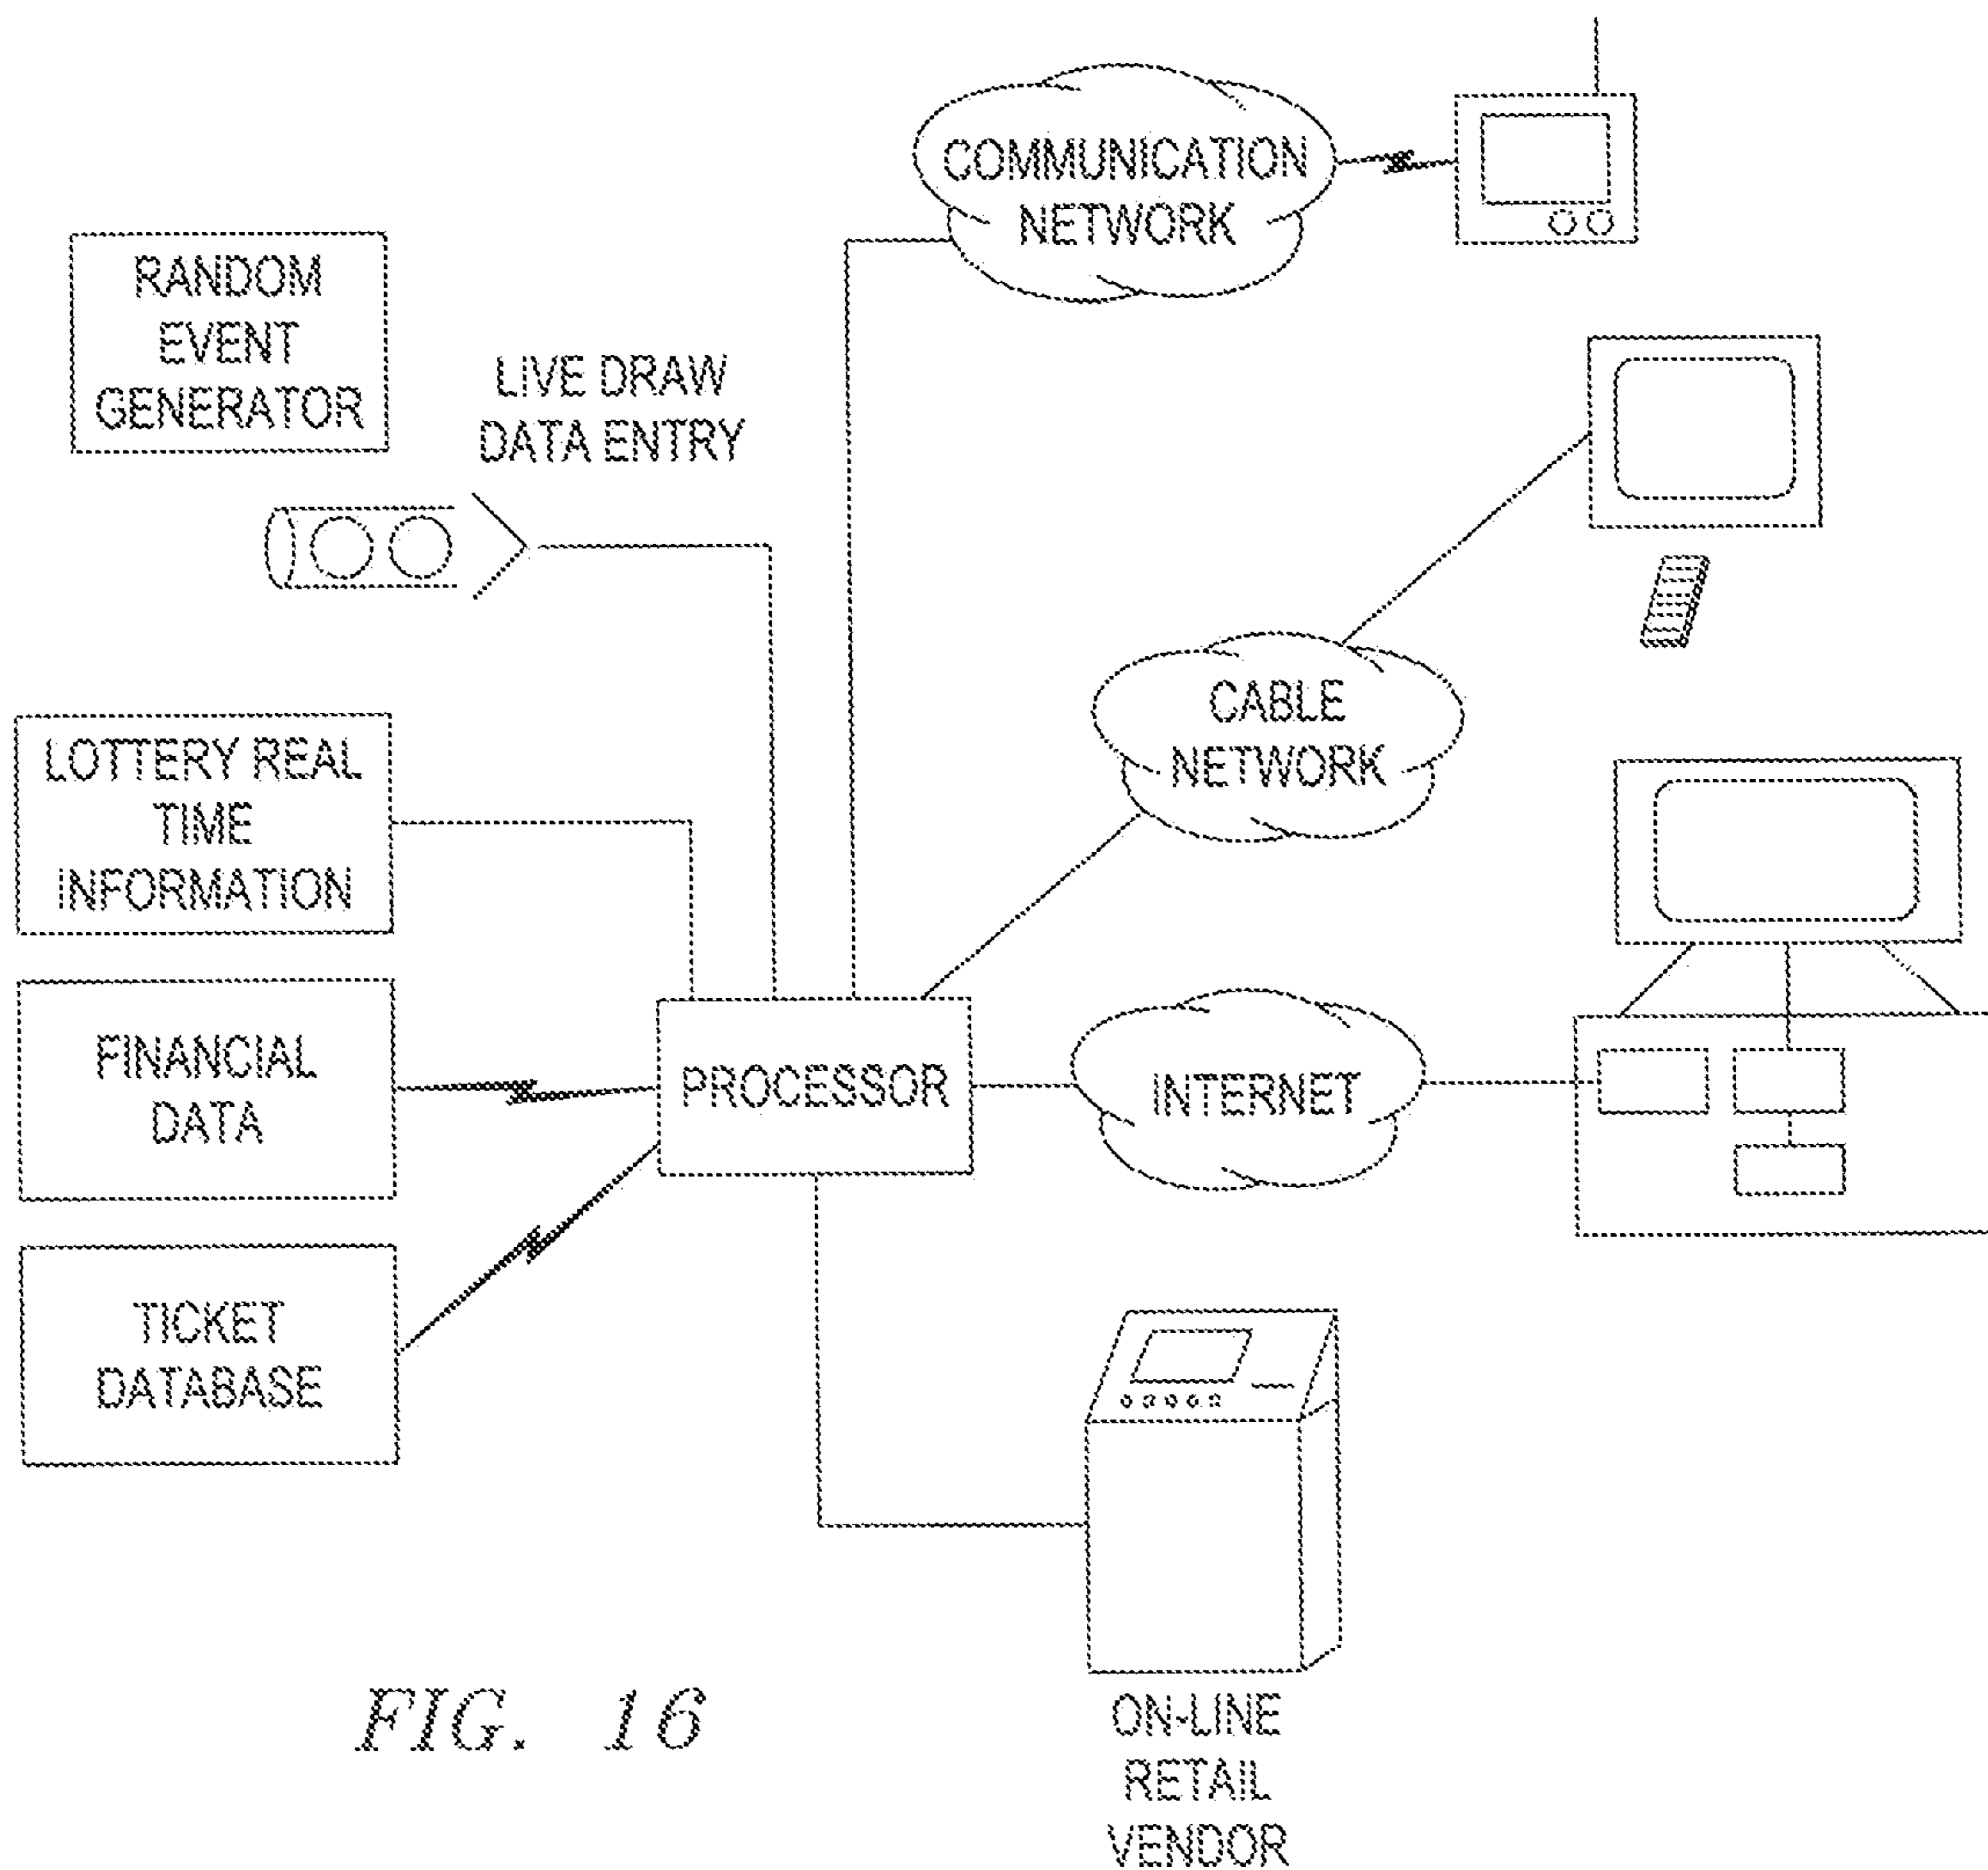 COMMUNICATION
NETWORK
RANDOM
EVENT
GENERATOR
LIVE DRAW
DATA ENTRY
CABLE
NETWORK
LOTTERY REAL
TIME
INFORMATION
FINANCIAL
DATA
PROCESSOR
INTERNET
TICKET
DATABASE
ON-LINE
RETAIL
VENDOR
FIG. 16